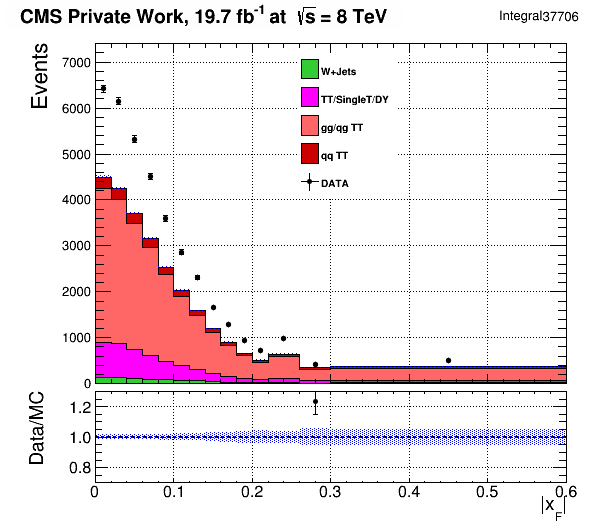 CMS Private Work, 19.7 fb⁻¹ at √s = 8 TeV
Integral37706
Events
7000
6000
5000
4000
3000
2000
1000
0
W+Jets
TT/SingleT/DY
gg/qg TT
qq TT
DATA
Data/MC
1.2
1.0
0.8
0 0.1 0.2 0.3 0.4 0.5 0.6
|x_F|